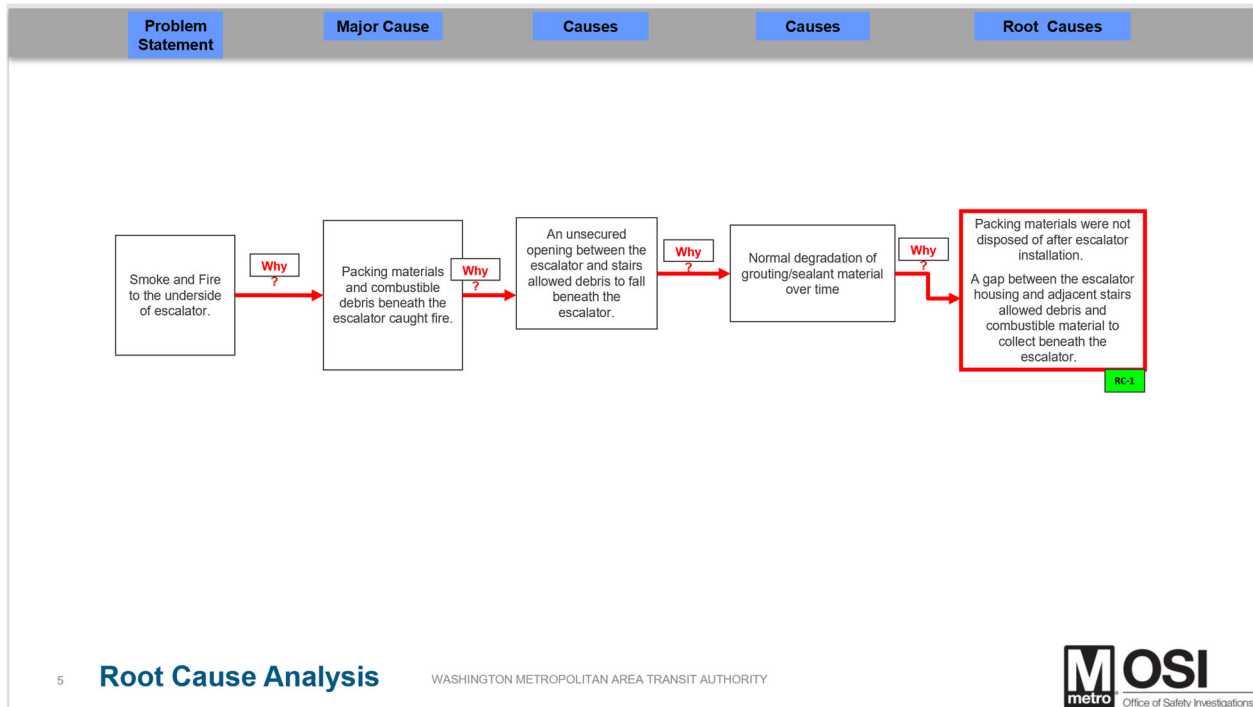 Problem
Statement
Major Cause
Causes
Causes
Root Causes
Smoke and Fire
to the underside
of escalator.
Why
?
Packing materials
and combustible
debris beneath the
escalator caught fire.
Why
?
An unsecured
opening between the
escalator and stairs
allowed debris to fall
beneath the
escalator.
Why
?
Normal degradation of
grouting/sealant material
over time
Why
?
Packing materials were not
disposed of after escalator
installation.
A gap between the escalator
housing and adjacent stairs
allowed debris and
combustible material to
collect beneath the
escalator.
RC-1
5
Root Cause Analysis
WASHINGTON METROPOLITAN AREA TRANSIT AUTHORITY
M
metro
OSI
Office of Safety Investigations